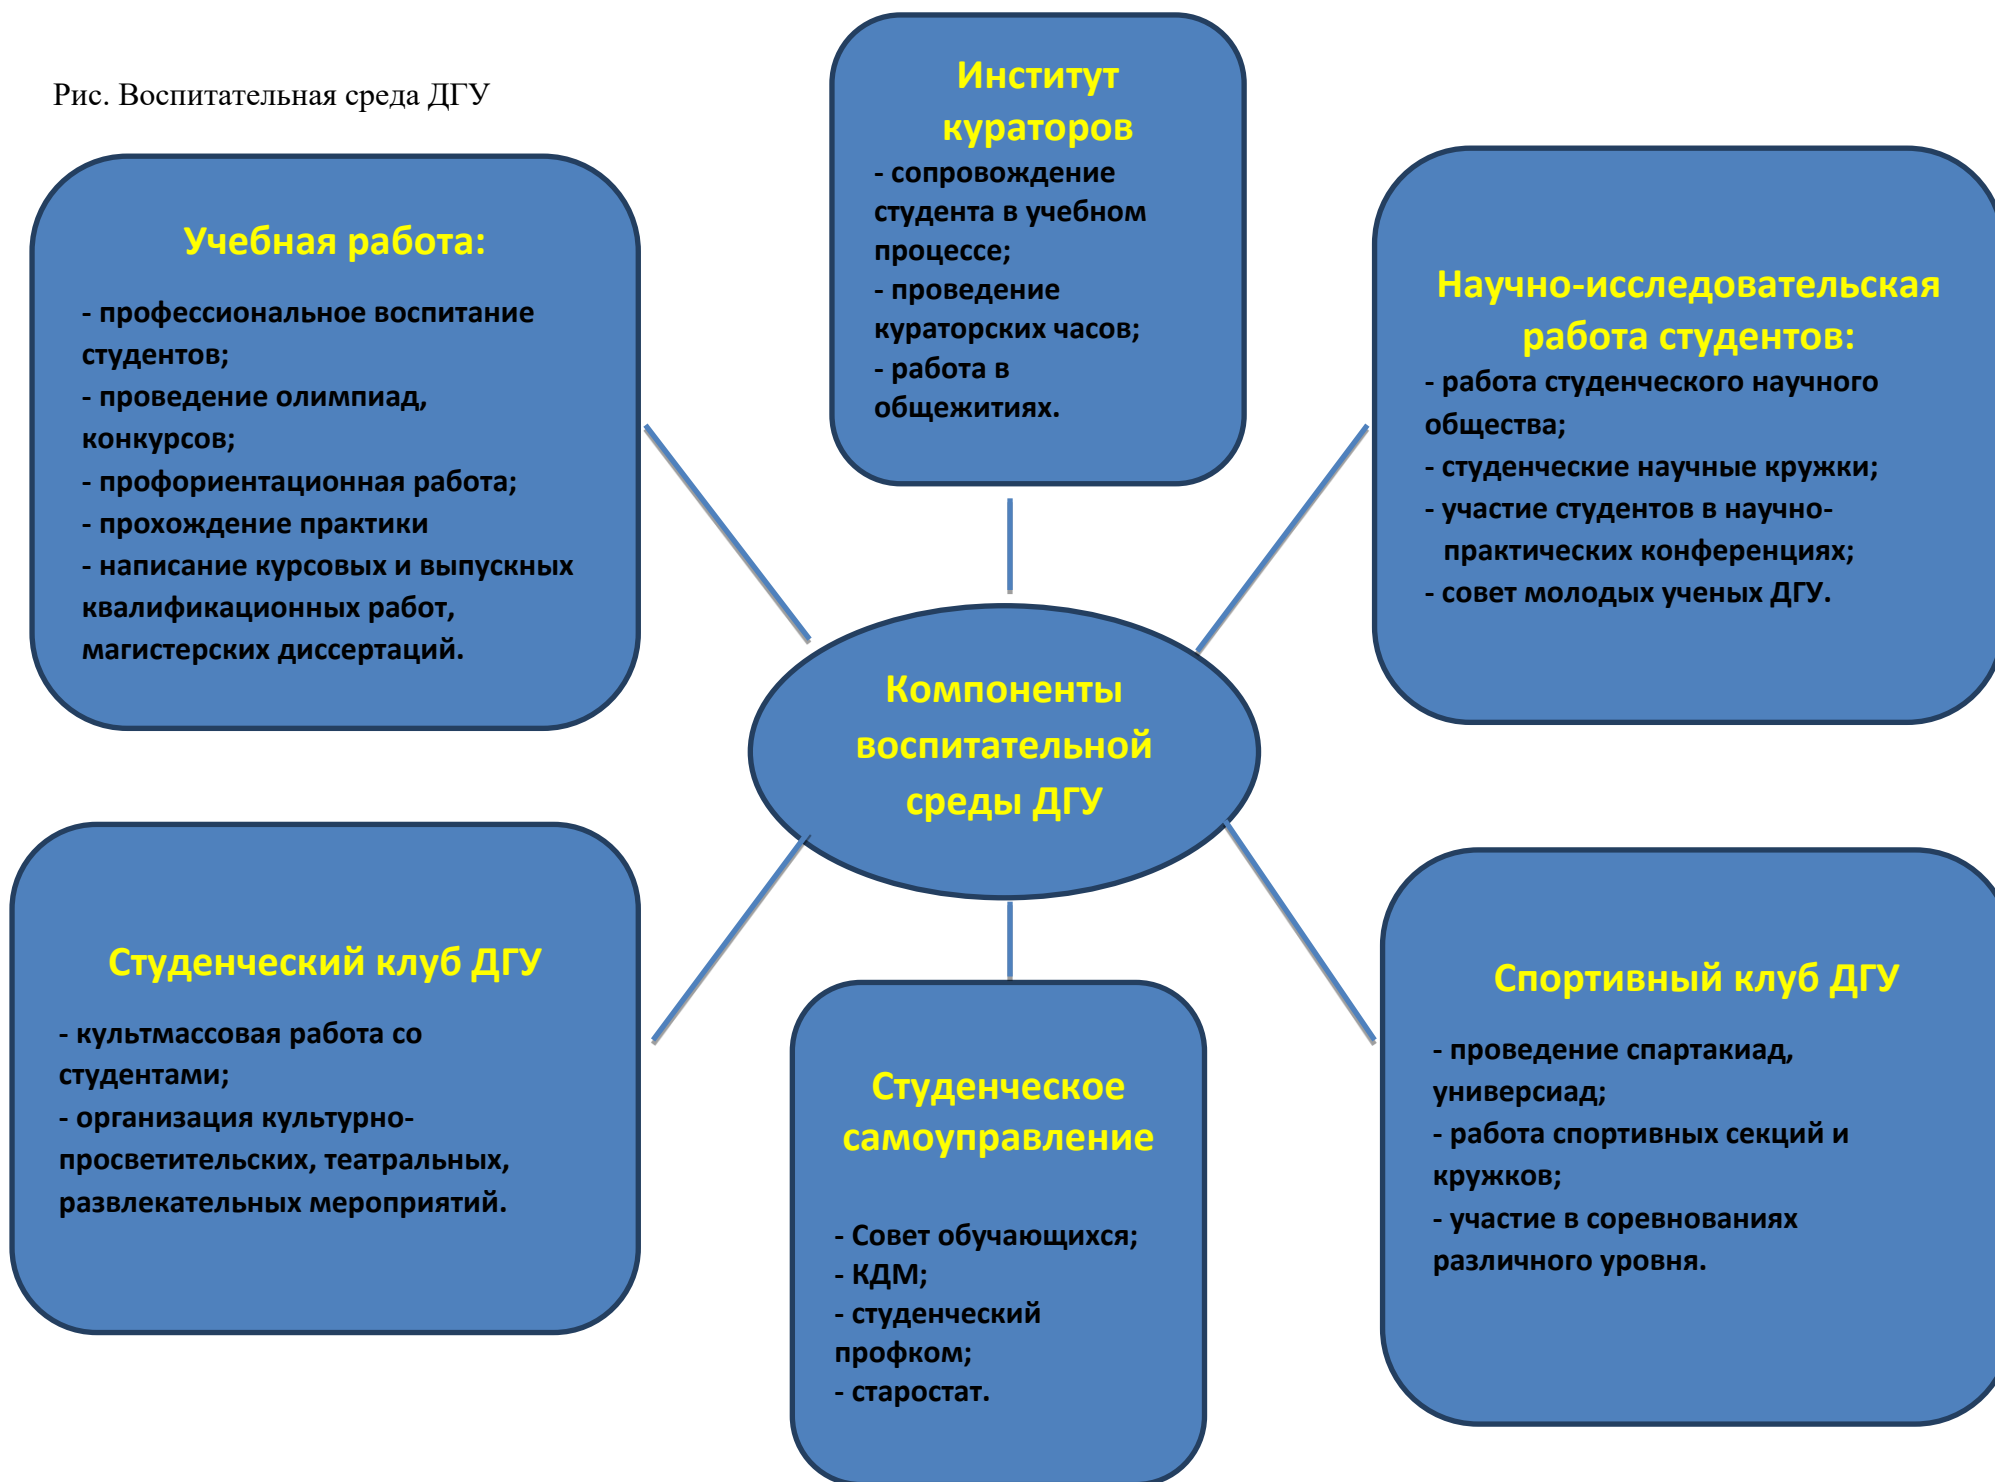 Рис. Воспитательная среда ДГУ
Институт
кураторов
- сопровождение
студента в учебном
процессе;
- проведение
кураторских часов;
- работа в
общежитиях.
Учебная работа:
- профессиональное воспитание
студентов;
- проведение олимпиад,
конкурсов;
- профориентационная работа;
- прохождение практики
- написание курсовых и выпускных
квалификационных работ,
магистерских диссертаций.
Научно-исследовательская
работа студентов:
- работа студенческого научного
общества;
- студенческие научные кружки;
- участие студентов в научно-
практических конференциях;
- совет молодых ученых ДГУ.
Компоненты
воспитательной
среды ДГУ
Студенческий клуб ДГУ
- культмассовая работа со
студентами;
- организация культурно-
просветительских, театральных,
развлекательных мероприятий.
Студенческое
самоуправление
- Совет обучающихся;
- КДМ;
- студенческий
профком;
- старостат.
Спортивный клуб ДГУ
- проведение спартакиад,
универсиад;
- работа спортивных секций и
кружков;
- участие в соревнованиях
различного уровня.